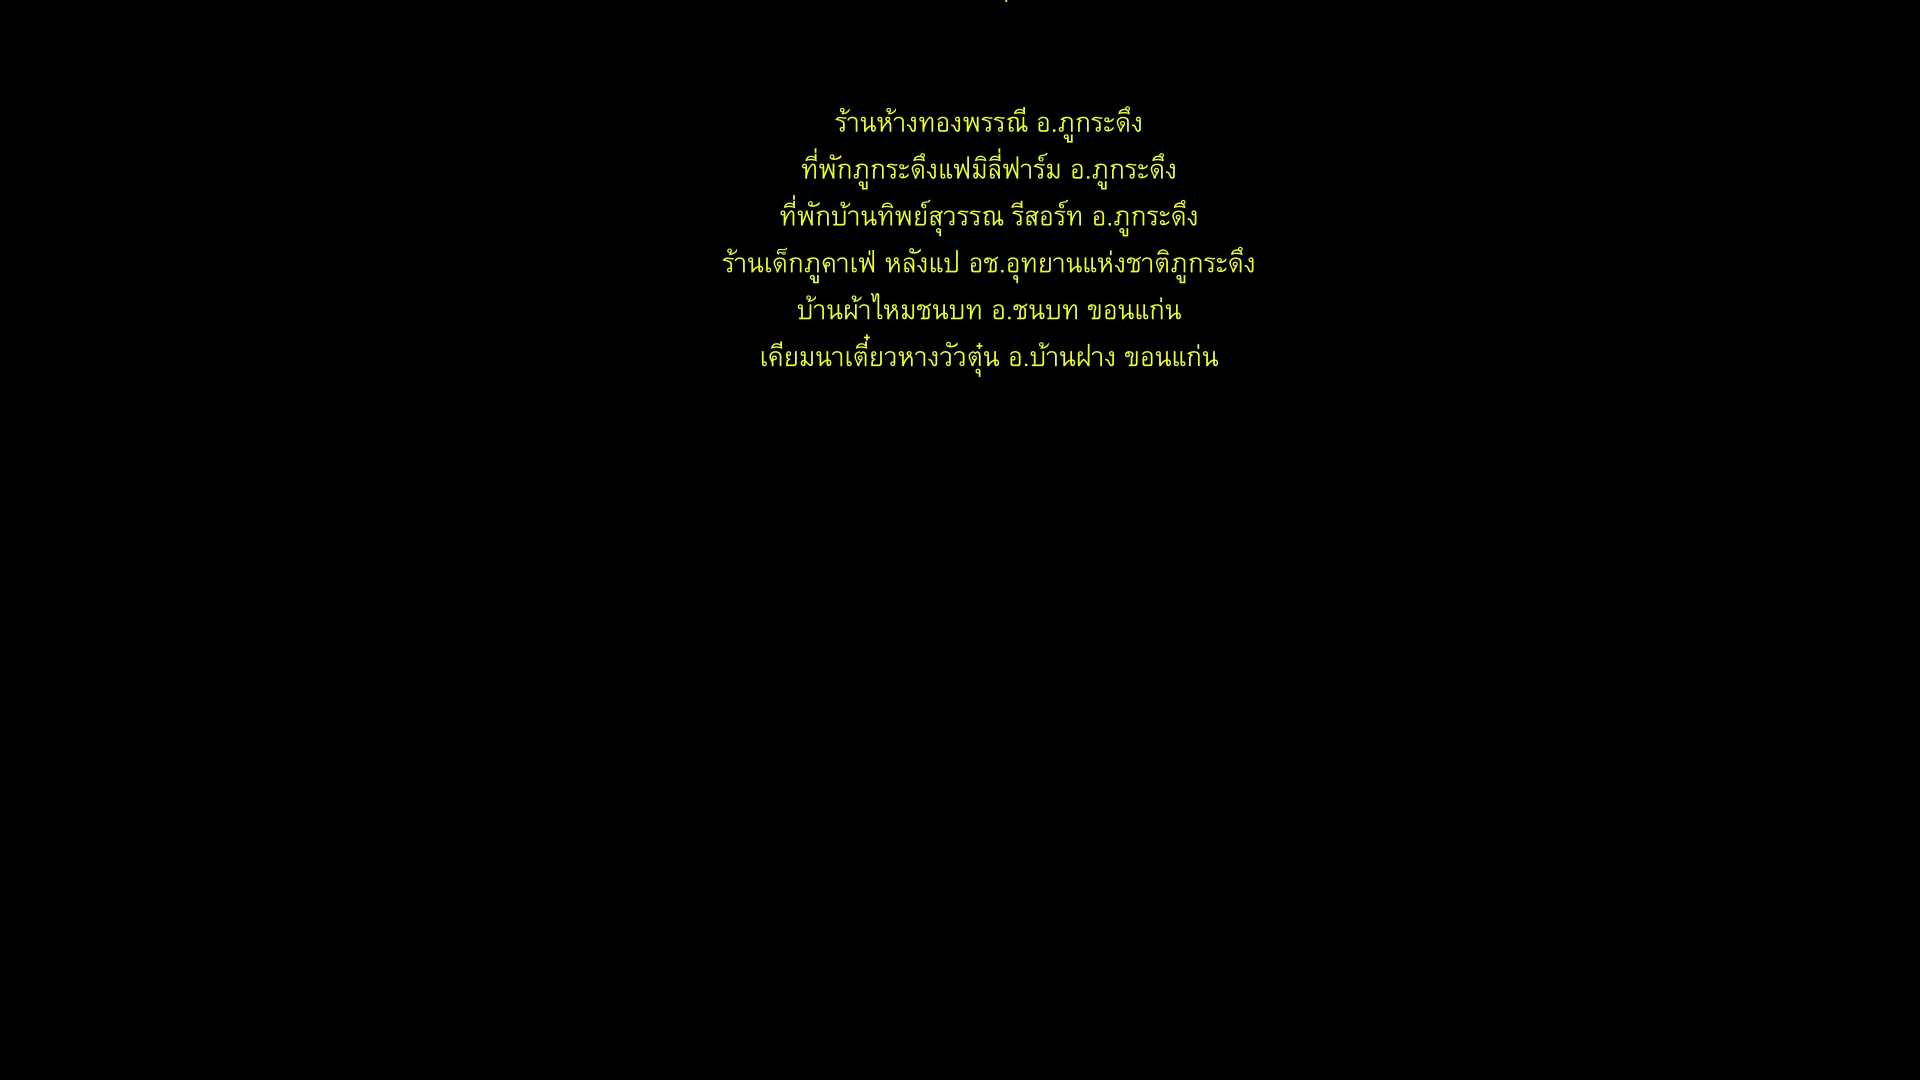 ร้านห้างทองพรรณี อ.ภูกระดึง
ที่พักภูกระดึงแฟมิลี่ฟาร์ม อ.ภูกระดึง
ที่พักบ้านทิพย์สุวรรณ รีสอร์ท อ.ภูกระดึง
ร้านเด็กภูคาเฟ่ หลังแป อช.อุทยานแห่งชาติภูกระดึง
บ้านผ้าไหมชนบท อ.ชนบท ขอนแก่น
เคียมนาเตี๋ยวหางวัวตุ๋น อ.บ้านฝาง ขอนแก่น